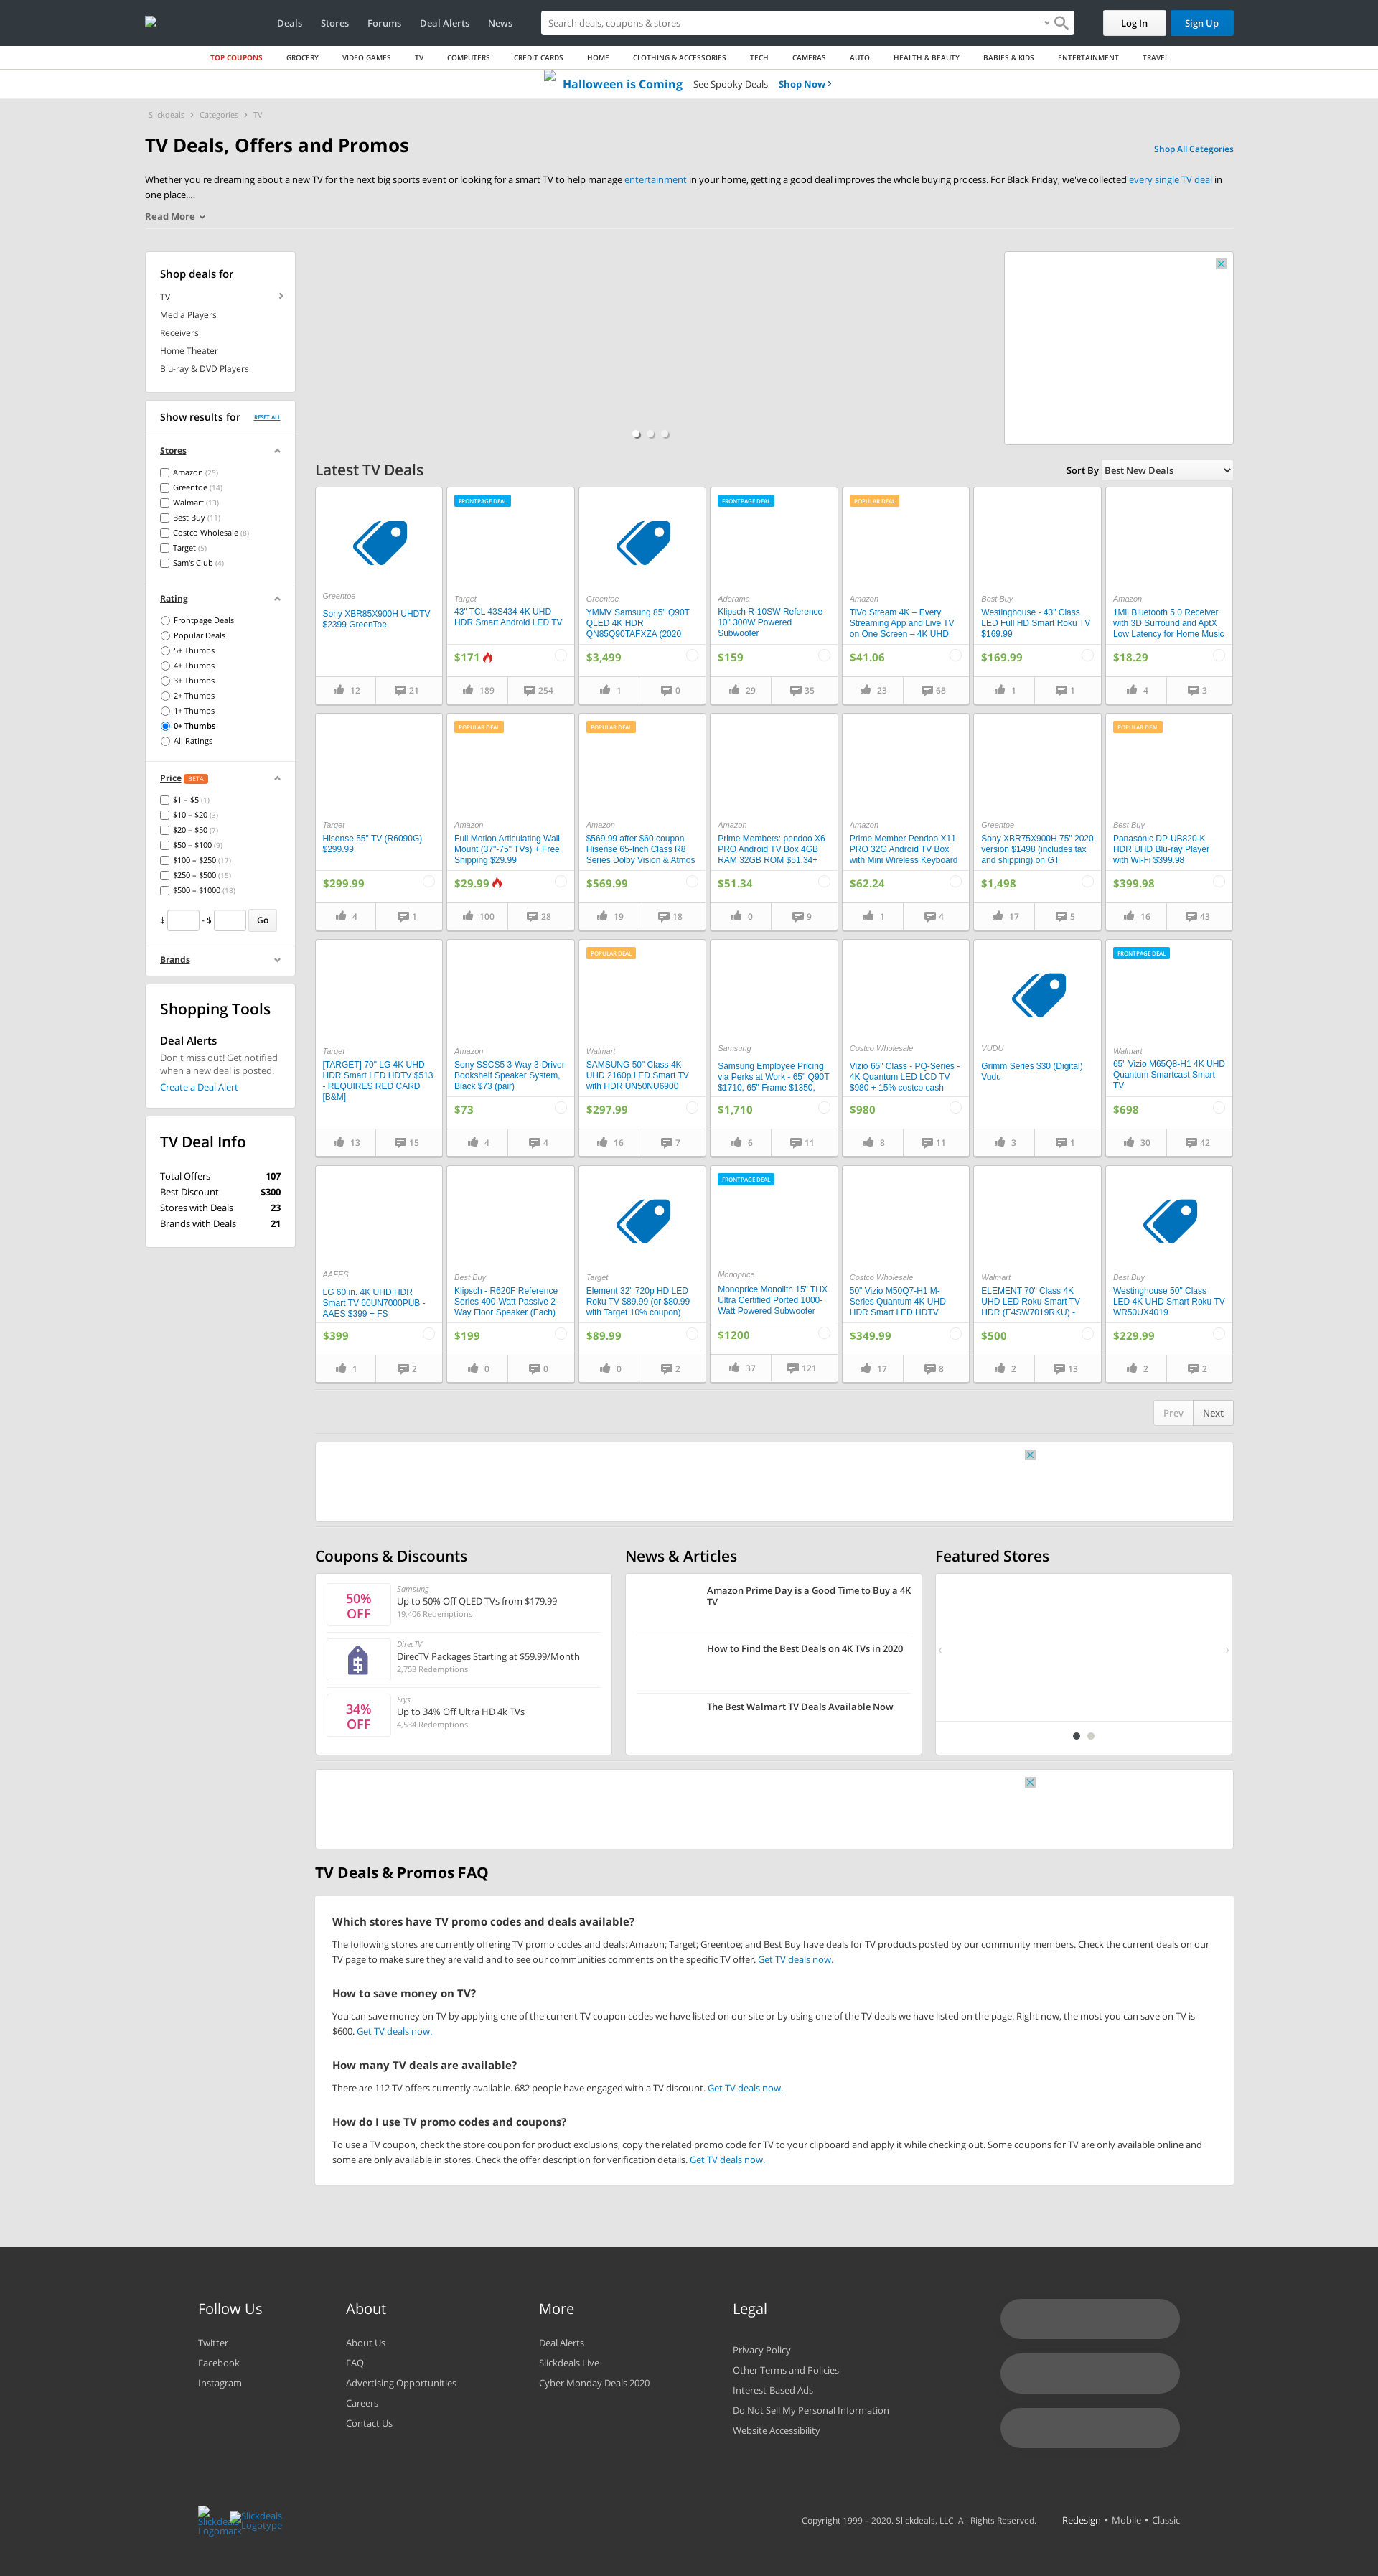 Deals
Stores
Forums
Deal Alerts
News
Search deals, coupons & stores
Log In
Sign Up
TOP COUPONS
GROCERY
VIDEO GAMES
TV
COMPUTERS
CREDIT CARDS
HOME
CLOTHING & ACCESSORIES
TECH
CAMERAS
AUTO
HEALTH & BEAUTY
BABIES & KIDS
ENTERTAINMENT
TRAVEL
Halloween is Coming See Spooky Deals Shop Now
Slickdeals > Categories > TV
TV Deals, Offers and Promos
Shop All Categories
Whether you're dreaming about a new TV for the next big sports event or looking for a smart TV to help manage entertainment in your home, getting a good deal improves the whole buying process. For Black Friday, we've collected every single TV deal in
one place....
Read More
Shop deals for
TV
Media Players
Receivers
Home Theater
Blu-ray & DVD Players
Show results for
RESET ALL
Stores
Amazon (25)
Greentoe (14)
Walmart (13)
Best Buy (11)
Costco Wholesale (8)
Target (5)
Sam's Club (4)
Rating
Frontpage Deals
Popular Deals
5+ Thumbs
4+ Thumbs
3+ Thumbs
2+ Thumbs
1+ Thumbs
0+ Thumbs
All Ratings
Price BETA
$1 – $5 (1)
$10 – $20 (3)
$20 – $50 (7)
$50 – $100 (9)
$100 – $250 (17)
$250 – $500 (15)
$500 – $1000 (18)
$ - $ Go
Brands
Shopping Tools
Deal Alerts
Don't miss out! Get notified
when a new deal is posted.
Create a Deal Alert
TV Deal Info
Total Offers 107
Best Discount $300
Stores with Deals 23
Brands with Deals 21
Latest TV Deals
Sort By Best New Deals
Greentoe
Sony XBR85X900H UHDTV
$2399 GreenToe
12 21
FRONTPAGE DEAL
Target
43" TCL 43S434 4K UHD
HDR Smart Android LED TV
$171
189 254
Greentoe
YMMV Samsung 85" Q90T
QLED 4K HDR
QN85Q90TAFXZA (2020
$3,499
1 0
FRONTPAGE DEAL
Adorama
Klipsch R-10SW Reference
10" 300W Powered
Subwoofer
$159
29 35
POPULAR DEAL
Amazon
TiVo Stream 4K – Every
Streaming App and Live TV
on One Screen – 4K UHD,
$41.06
23 68
Best Buy
Westinghouse - 43" Class
LED Full HD Smart Roku TV
$169.99
$169.99
1 1
Amazon
1Mii Bluetooth 5.0 Receiver
with 3D Surround and AptX
Low Latency for Home Music
$18.29
4 3
Target
Hisense 55" TV (R6090G)
$299.99
$299.99
4 1
POPULAR DEAL
Amazon
Full Motion Articulating Wall
Mount (37"-75" TVs) + Free
Shipping $29.99
$29.99
100 28
POPULAR DEAL
Amazon
$569.99 after $60 coupon
Hisense 65-Inch Class R8
Series Dolby Vision & Atmos
$569.99
19 18
Amazon
Prime Members: pendoo X6
PRO Android TV Box 4GB
RAM 32GB ROM $51.34+
$51.34
0 9
Amazon
Prime Member Pendoo X11
PRO 32G Android TV Box
with Mini Wireless Keyboard
$62.24
1 4
Greentoe
Sony XBR75X900H 75" 2020
version $1498 (includes tax
and shipping) on GT
$1,498
17 5
POPULAR DEAL
Best Buy
Panasonic DP-UB820-K
HDR UHD Blu-ray Player
with Wi-Fi $399.98
$399.98
16 43
Target
[TARGET] 70" LG 4K UHD
HDR Smart LED HDTV $513
- REQUIRES RED CARD
[B&M]
13 15
Amazon
Sony SSCS5 3-Way 3-Driver
Bookshelf Speaker System,
Black $73 (pair)
$73
4 4
POPULAR DEAL
Walmart
SAMSUNG 50" Class 4K
UHD 2160p LED Smart TV
with HDR UN50NU6900
$297.99
16 7
Samsung
Samsung Employee Pricing
via Perks at Work - 65" Q90T
$1710, 65" Frame $1350,
$1,710
6 11
Costco Wholesale
Vizio 65" Class - PQ-Series -
4K Quantum LED LCD TV
$980 + 15% costco cash
$980
8 11
VUDU
Grimm Series $30 (Digital)
Vudu
3 1
FRONTPAGE DEAL
Walmart
65" Vizio M65Q8-H1 4K UHD
Quantum Smartcast Smart
TV
$698
30 42
AAFES
LG 60 in. 4K UHD HDR
Smart TV 60UN7000PUB -
AAES $399 + FS
$399
1 2
Best Buy
Klipsch - R620F Reference
Series 400-Watt Passive 2-
Way Floor Speaker (Each)
$199
0 0
Target
Element 32" 720p HD LED
Roku TV $89.99 (or $80.99
with Target 10% coupon)
$89.99
0 2
FRONTPAGE DEAL
Monoprice
Monoprice Monolith 15" THX
Ultra Certified Ported 1000-
Watt Powered Subwoofer
$1200
37 121
Costco Wholesale
50" Vizio M50Q7-H1 M-
Series Quantum 4K UHD
HDR Smart LED HDTV
$349.99
17 8
Walmart
ELEMENT 70" Class 4K
UHD LED Roku Smart TV
HDR (E4SW7019RKU) -
$500
2 13
Best Buy
Westinghouse 50" Class
LED 4K UHD Smart Roku TV
WR50UX4019
$229.99
2 2
Prev Next
Coupons & Discounts
50%
OFF
Samsung
Up to 50% Off QLED TVs from $179.99
19,406 Redemptions
DirecTV
DirecTV Packages Starting at $59.99/Month
2,753 Redemptions
34%
OFF
Frys
Up to 34% Off Ultra HD 4k TVs
4,534 Redemptions
News & Articles
Amazon Prime Day is a Good Time to Buy a 4K
TV
How to Find the Best Deals on 4K TVs in 2020
The Best Walmart TV Deals Available Now
Featured Stores
TV Deals & Promos FAQ
Which stores have TV promo codes and deals available?
The following stores are currently offering TV promo codes and deals: Amazon; Target; Greentoe; and Best Buy have deals for TV products posted by our community members. Check the current deals on our
TV page to make sure they are valid and to see our communities comments on the specific TV offer. Get TV deals now.
How to save money on TV?
You can save money on TV by applying one of the current TV coupon codes we have listed on our site or by using one of the TV deals we have listed on the page. Right now, the most you can save on TV is
$600. Get TV deals now.
How many TV deals are available?
There are 112 TV offers currently available. 682 people have engaged with a TV discount. Get TV deals now.
How do I use TV promo codes and coupons?
To use a TV coupon, check the store coupon for product exclusions, copy the related promo code for TV to your clipboard and apply it while checking out. Some coupons for TV are only available online and
some are only available in stores. Check the offer description for verification details. Get TV deals now.
Follow Us
Twitter
Facebook
Instagram
About
About Us
FAQ
Advertising Opportunities
Careers
Contact Us
More
Deal Alerts
Slickdeals Live
Cyber Monday Deals 2020
Legal
Privacy Policy
Other Terms and Policies
Interest-Based Ads
Do Not Sell My Personal Information
Website Accessibility
Slickdeals
Logomark
Slickdeals
Logotype
Copyright 1999 – 2020. Slickdeals, LLC. All Rights Reserved.
Redesign • Mobile • Classic